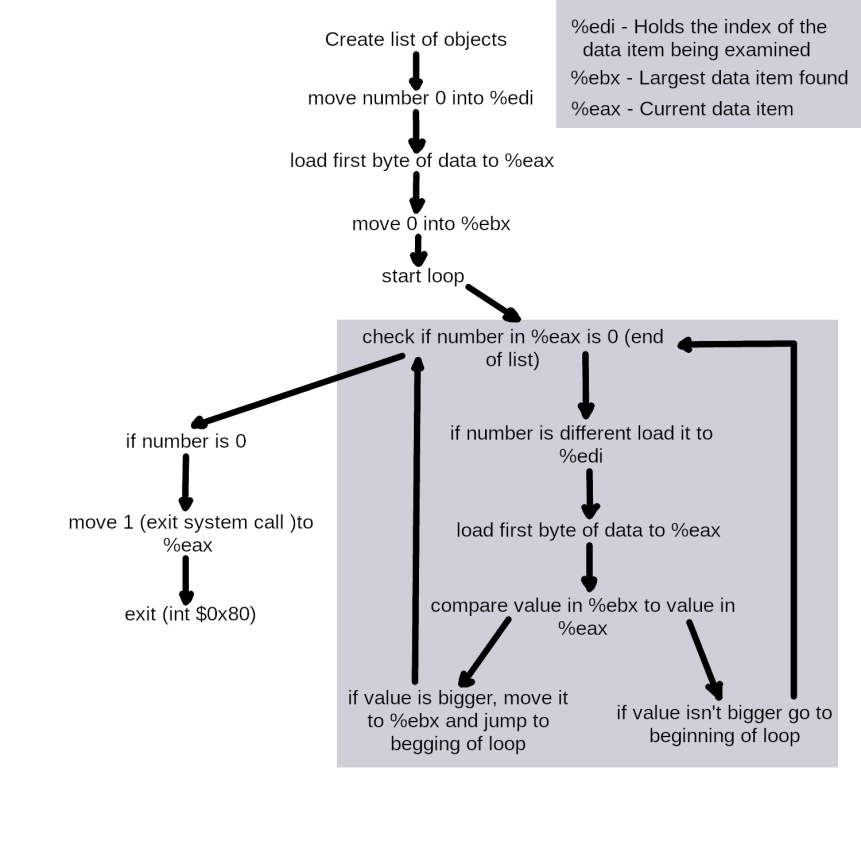 %edi - Holds the index of the
data item being examined
%ebx - Largest data item found
%eax - Current data item
Create list of objects
move number 0 into %edi
load first byte of data to %eax
move 0 into %ebx
start loop
check if number in %eax is 0 (end
of list)
if number is 0
move 1 (exit system call )to
%eax
exit (int $0x80)
if number is different load it to
%edi
load first byte of data to %eax
compare value in %ebx to value in
%eax
if value is bigger, move it
to %ebx and jump to
begging of loop
if value isn't bigger go to
beginning of loop